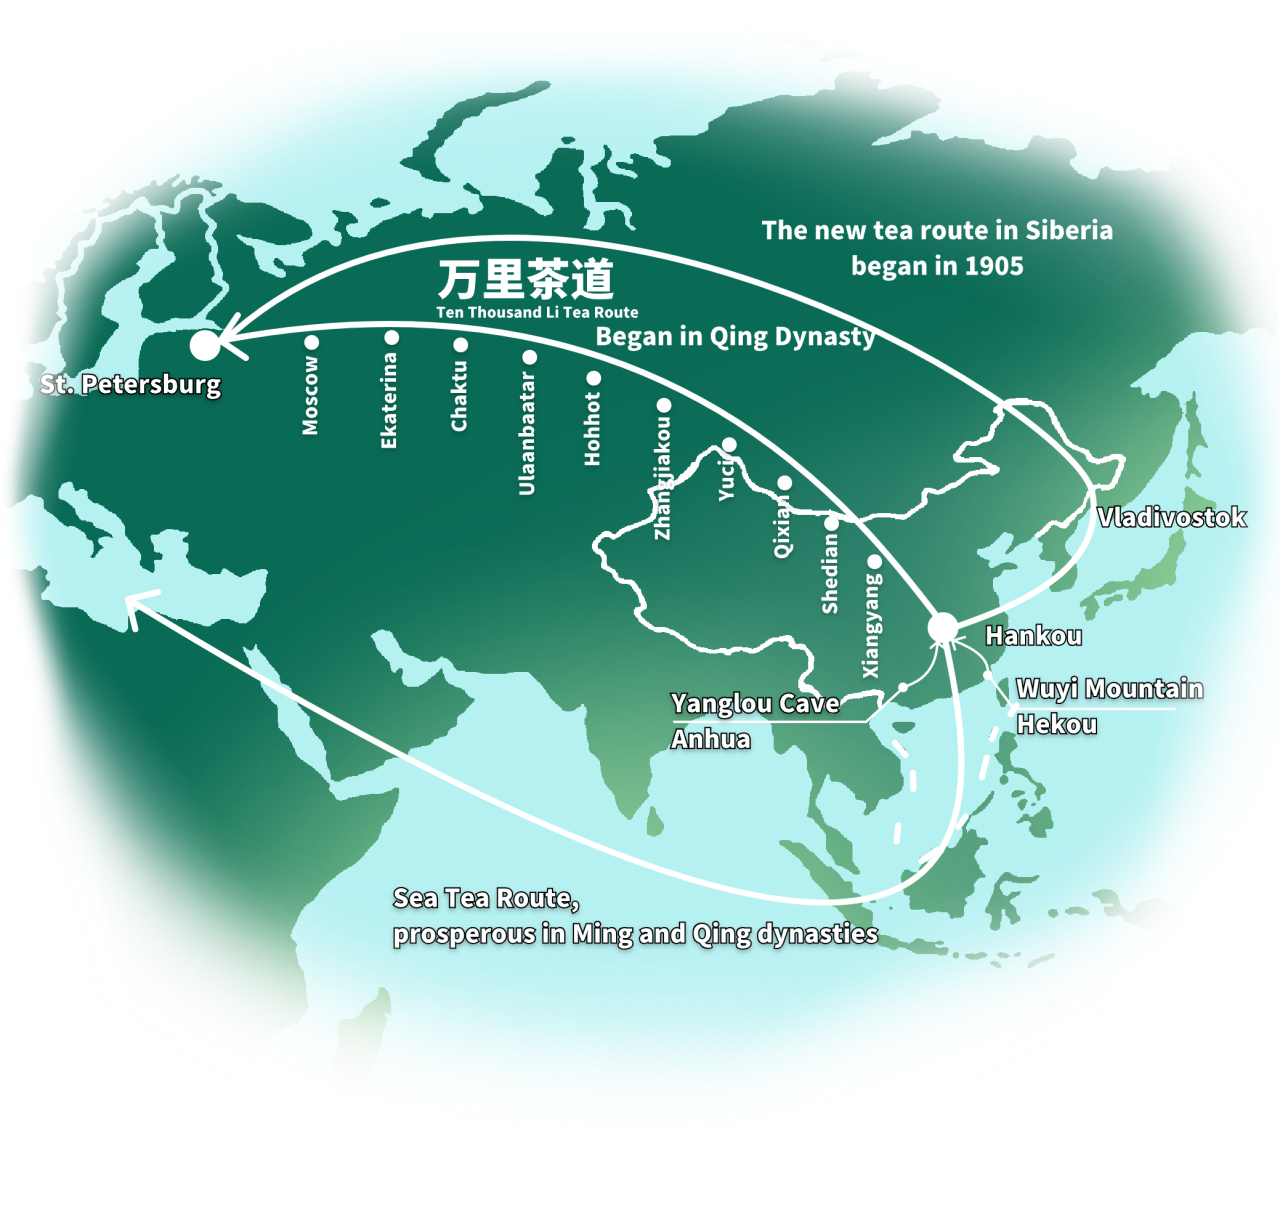 The new tea route in Siberia
began in 1905
万里茶道
Ten Thousand Li Tea Route
Began in Qing Dynasty
St. Petersburg
Moscow
Ekaterina
Chaktu
Ulaanbaatar
Hohhot
Zhangjiakou
Yuci
Qixian
Shedian
Xiangyang
Vladivostok
Hankou
Yanglou Cave
Anhua
Wuyi Mountain
Hekou
Sea Tea Route,
prosperous in Ming and Qing dynasties